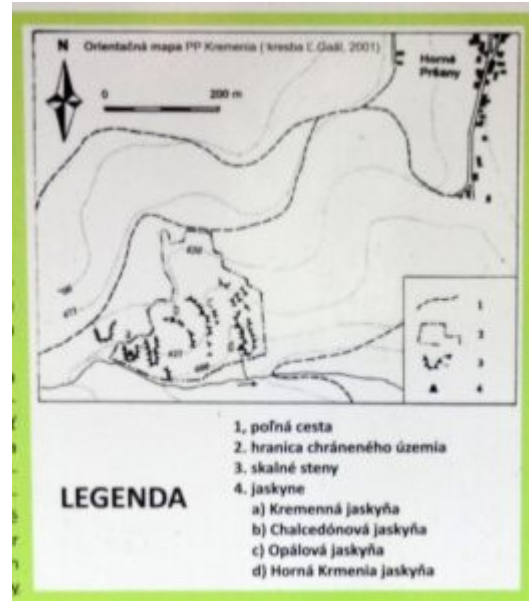 N Orientačná mapa PP Kremenia ( kresba Ľ.Gaál, 2001)
0 200 m
Horné
Pršany
1
2
3
4
LEGENDA
1, poľná cesta
2. hranica chráneného územia
3. skalné steny
4. jaskyne
a) Kremenná jaskyňa
b) Chalcedónová jaskyňa
c) Opálová jaskyňa
d) Horná Krmenia jaskyňa